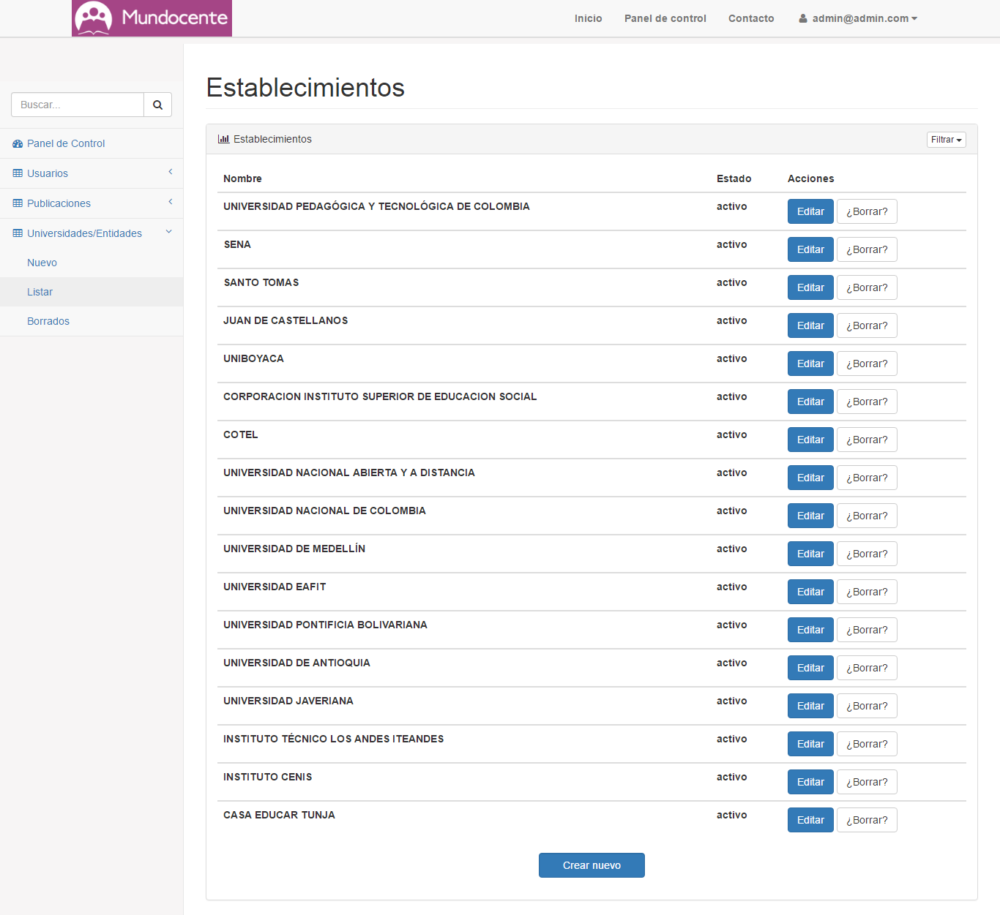 Mundocente
Inicio Panel de control Contacto admin@admin.com
Buscar...
Panel de Control
Usuarios
Publicaciones
Universidades/Entidades
Nuevo
Listar
Borrados
Establecimientos
Establecimientos Filtrar
Nombre Estado Acciones
UNIVERSIDAD PEDAGÓGICA Y TECNOLÓGICA DE COLOMBIA activo Editar ¿Borrar?
SENA activo Editar ¿Borrar?
SANTO TOMAS activo Editar ¿Borrar?
JUAN DE CASTELLANOS activo Editar ¿Borrar?
UNIBOYACA activo Editar ¿Borrar?
CORPORACION INSTITUTO SUPERIOR DE EDUCACION SOCIAL activo Editar ¿Borrar?
COTEL activo Editar ¿Borrar?
UNIVERSIDAD NACIONAL ABIERTA Y A DISTANCIA activo Editar ¿Borrar?
UNIVERSIDAD NACIONAL DE COLOMBIA activo Editar ¿Borrar?
UNIVERSIDAD DE MEDELLÍN activo Editar ¿Borrar?
UNIVERSIDAD EAFIT activo Editar ¿Borrar?
UNIVERSIDAD PONTIFICIA BOLIVARIANA activo Editar ¿Borrar?
UNIVERSIDAD DE ANTIOQUIA activo Editar ¿Borrar?
UNIVERSIDAD JAVERIANA activo Editar ¿Borrar?
INSTITUTO TÉCNICO LOS ANDES ITEANDES activo Editar ¿Borrar?
INSTITUTO CENIS activo Editar ¿Borrar?
CASA EDUCAR TUNJA activo Editar ¿Borrar?
Crear nuevo